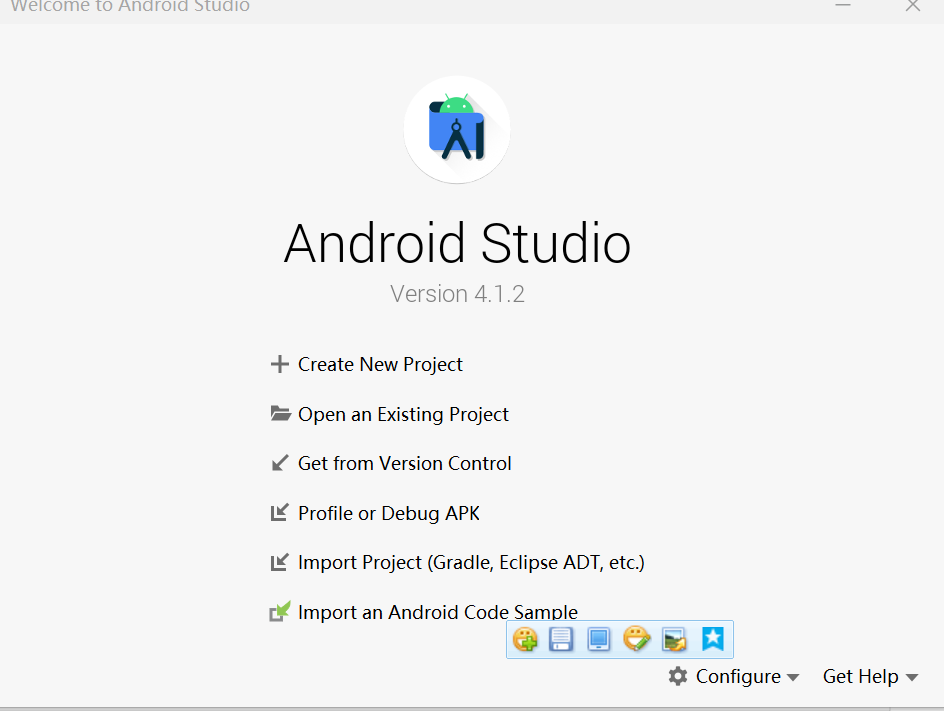 Welcome to Android Studio
Android Studio
Version 4.1.2
Create New Project
Open an Existing Project
Get from Version Control
Profile or Debug APK
Import Project (Gradle, Eclipse ADT, etc.)
Import an Android Code Sample
Configure
Get Help